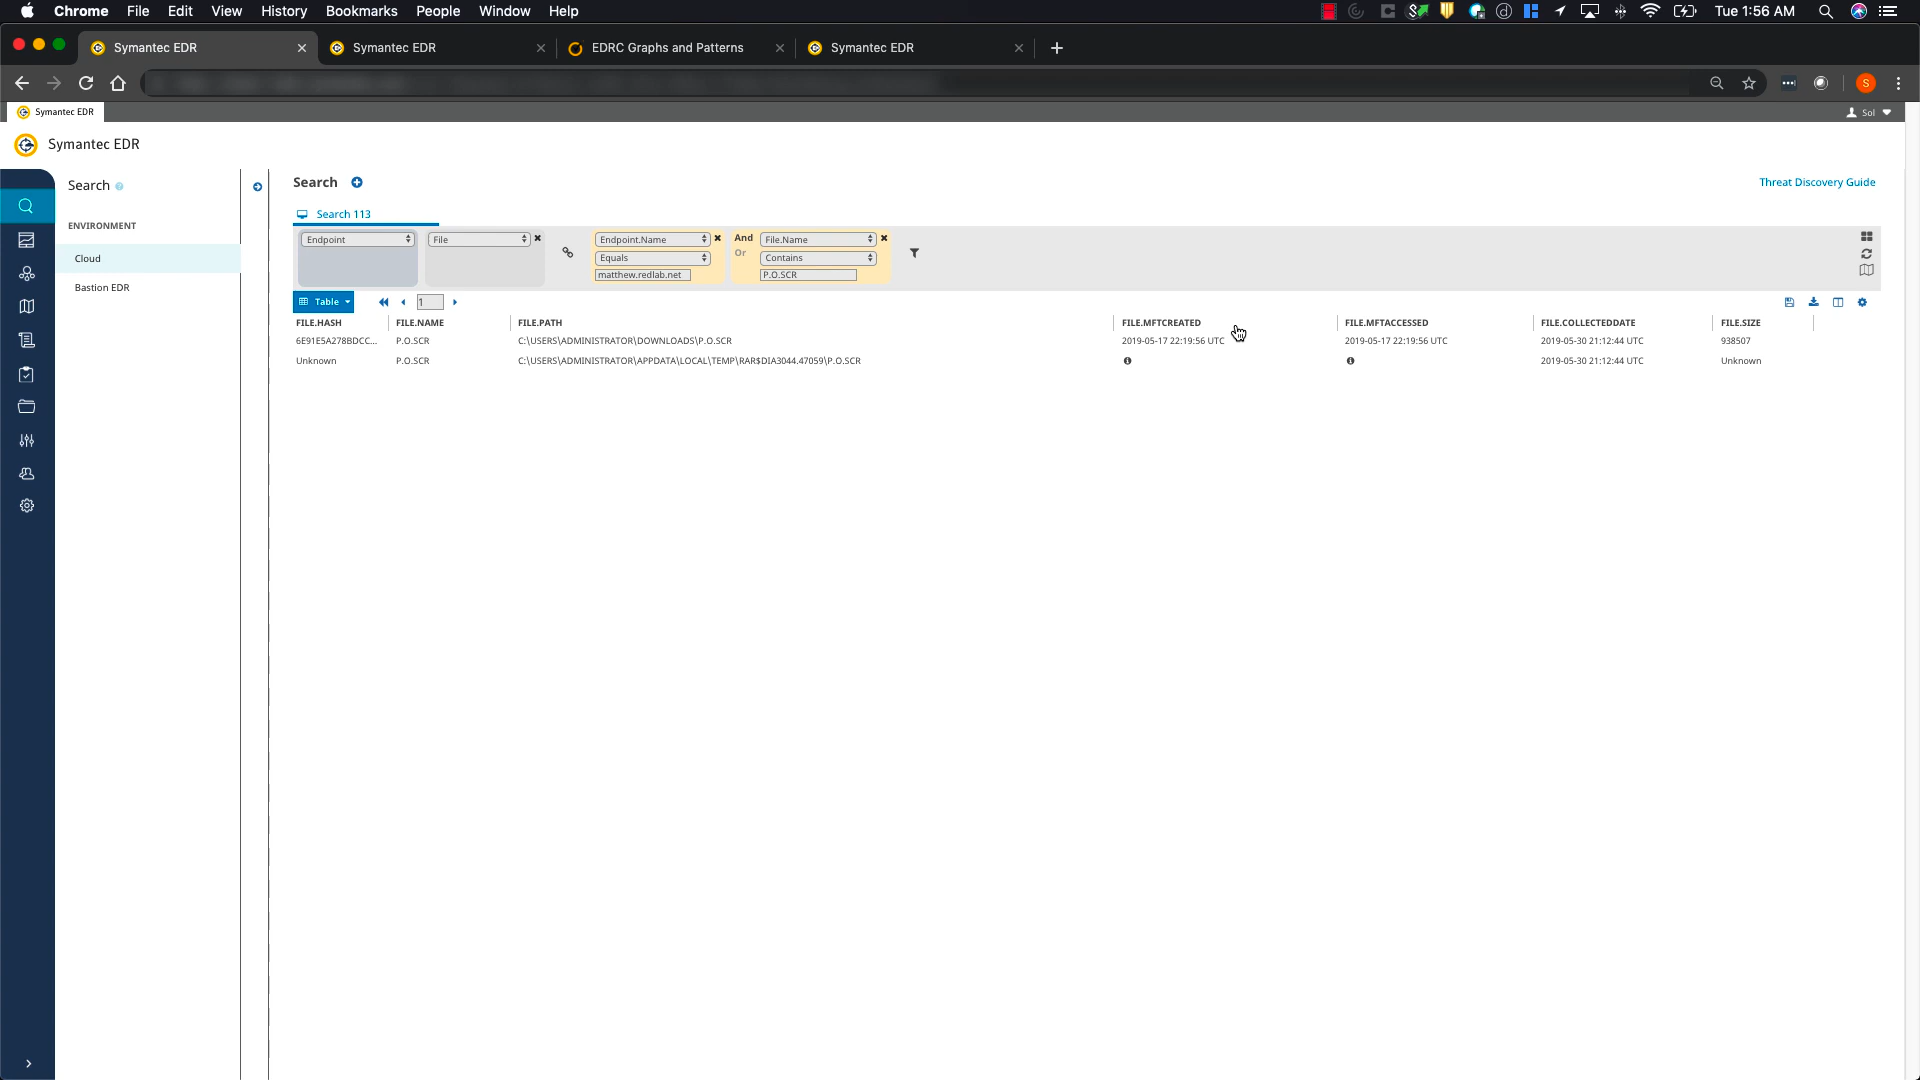 Chrome File Edit View History Bookmarks People Window Help Tue 1:56 AM
Symantec EDR Symantec EDR EDRC Graphs and Patterns Symantec EDR
S
Symantec EDR Sol
Symantec EDR
Search
ENVIRONMENT
Cloud
Bastion EDR
Search Threat Discovery Guide
Search 113
Endpoint File Endpoint.Name And File.Name
Equals Or Contains
matthew.redlab.net P.O.SCR
Table 1
FILE.HASH FILE.NAME FILE.PATH FILE.MFTCREATED FILE.MFTACCESSED FILE.COLLECTEDDATE FILE.SIZE
6E91E5A278BDCC... P.O.SCR C:\USERS\ADMINISTRATOR\DOWNLOADS\P.O.SCR 2019-05-17 22:19:56 UTC 2019-05-17 22:19:56 UTC 2019-05-30 21:12:44 UTC 938507
Unknown P.O.SCR C:\USERS\ADMINISTRATOR\APPDATA\LOCAL\TEMP\RAR$DIA3044.47059\P.O.SCR 2019-05-30 21:12:44 UTC Unknown